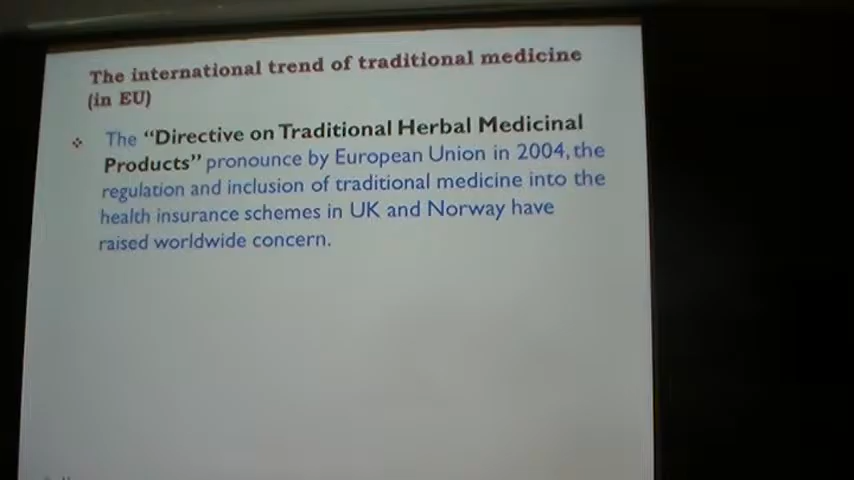 The international trend of traditional medicine
(in EU)
The “Directive on Traditional Herbal Medicinal
Products” pronounce by European Union in 2004, the
regulation and inclusion of traditional medicine into the
health insurance schemes in UK and Norway have
raised worldwide concern.